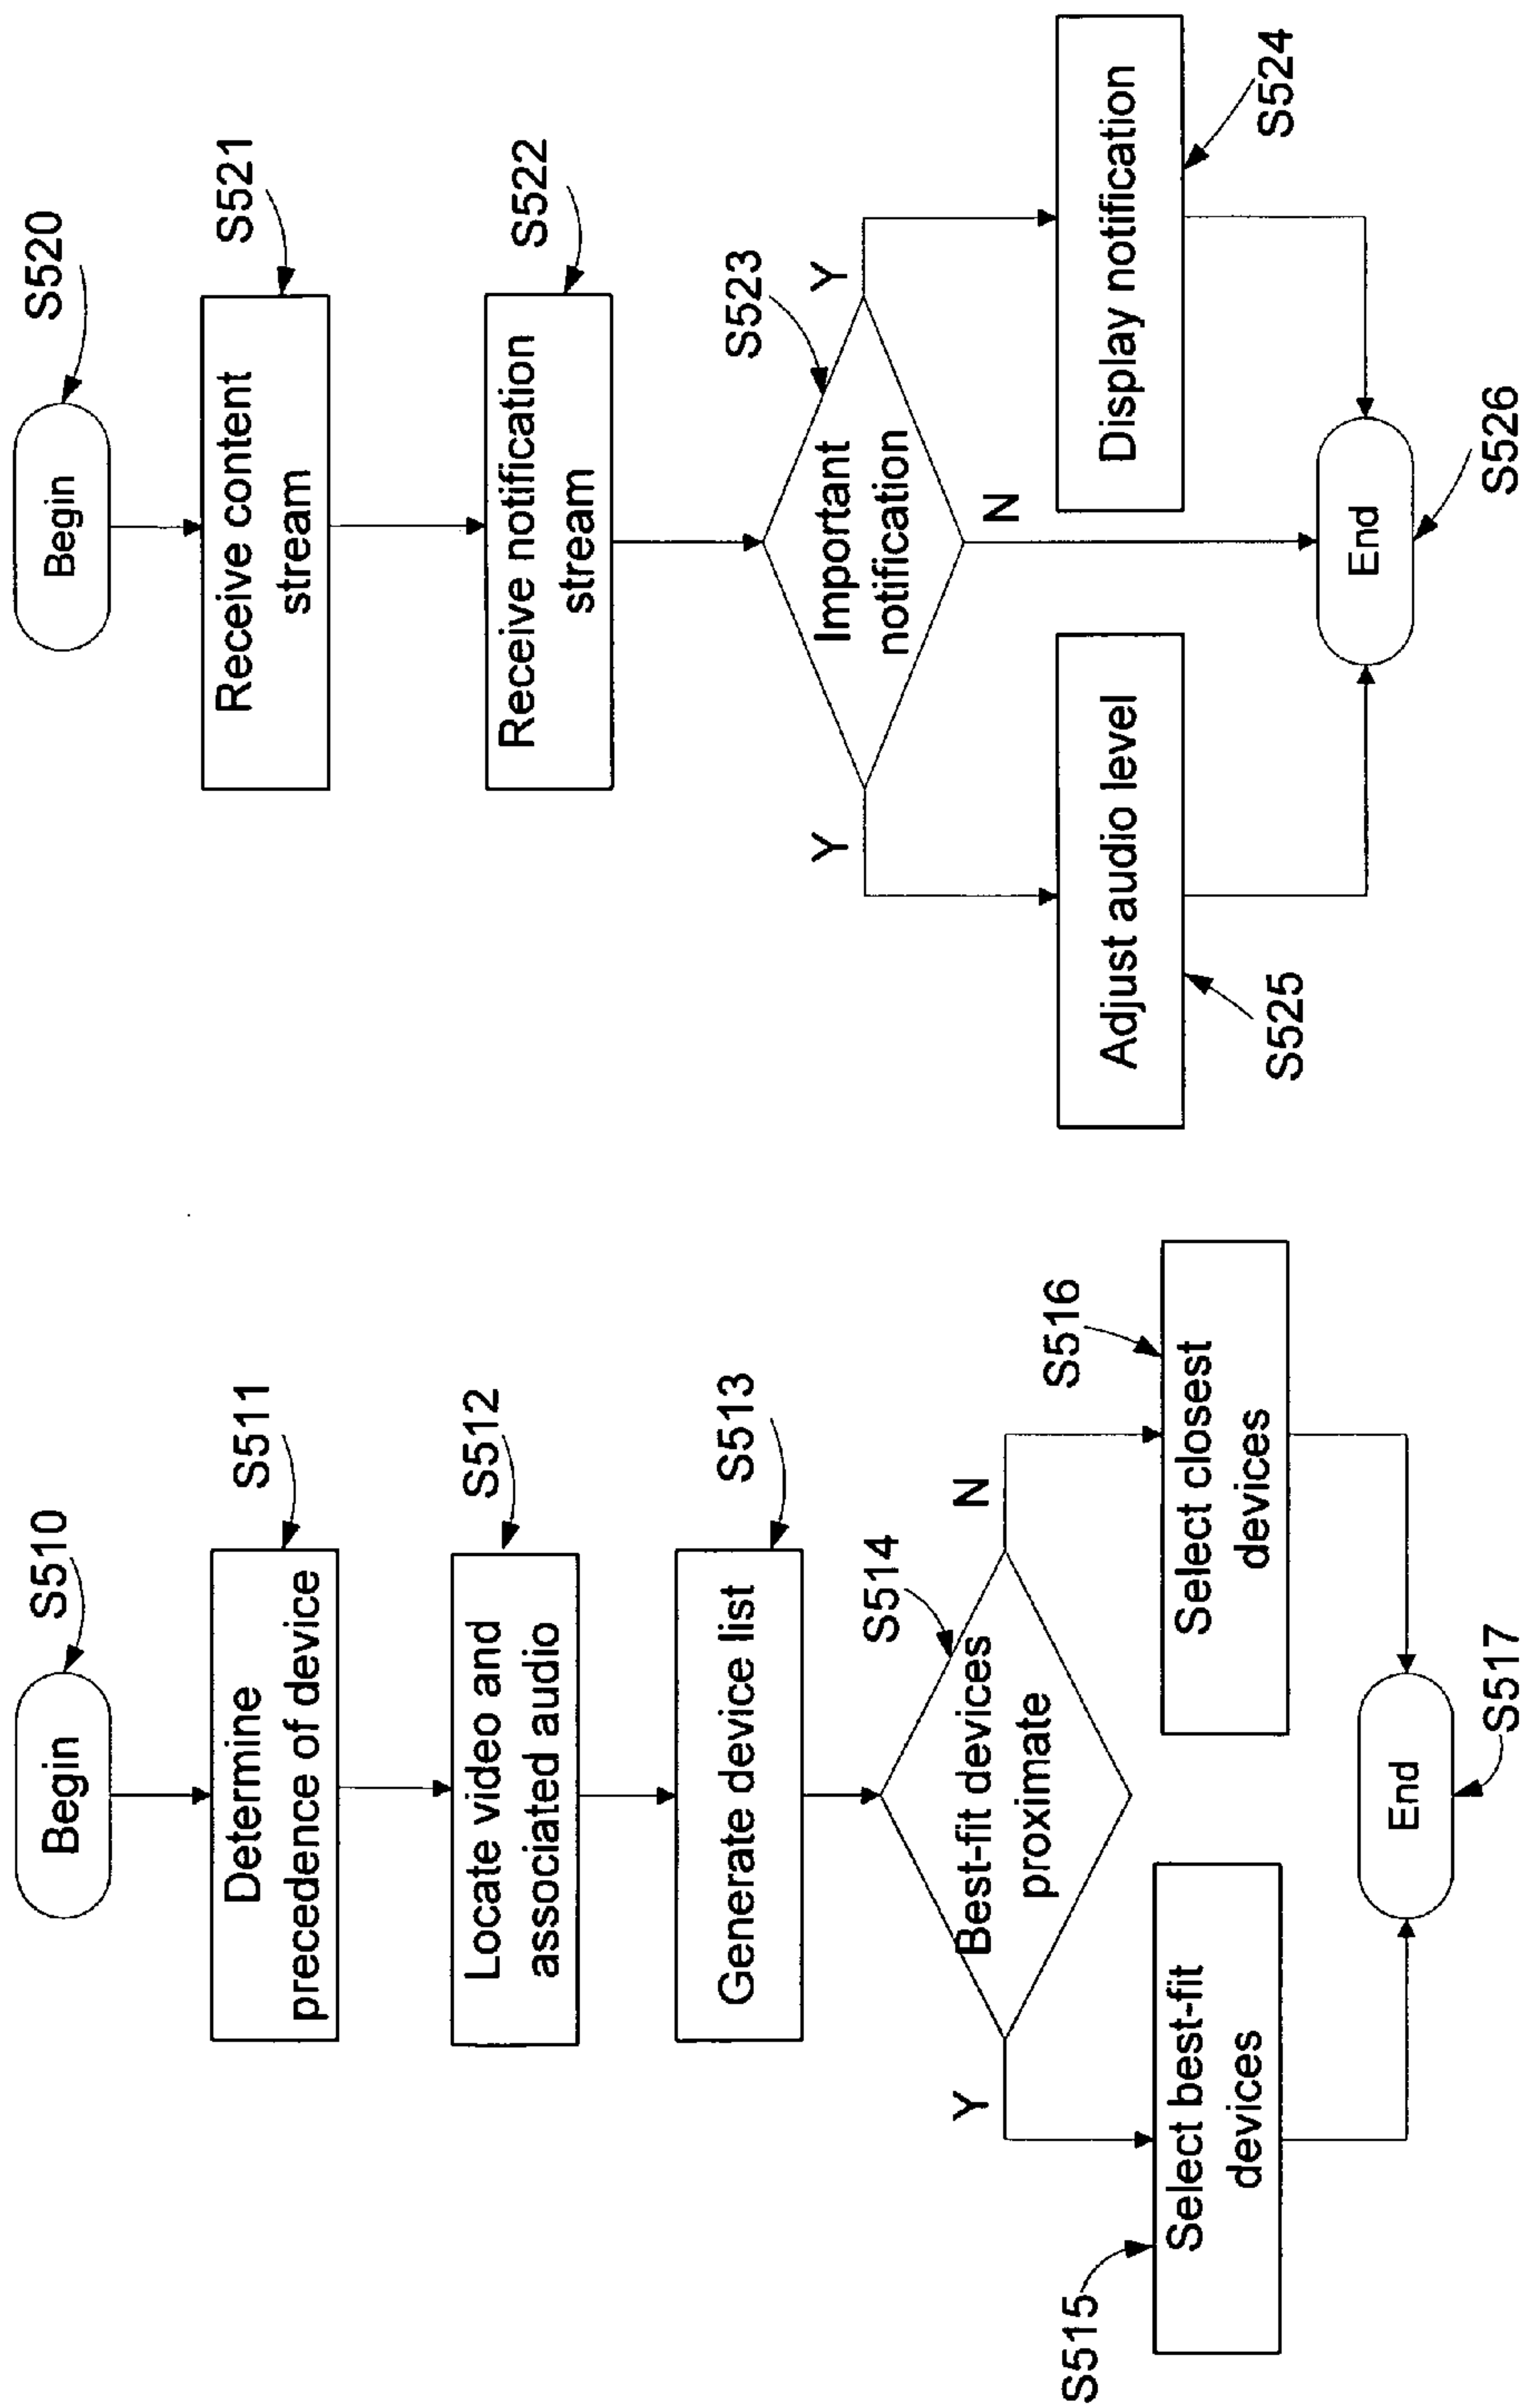 Begin
S510
Determine
precedence of device
S511
Locate video and
associated audio
S512
Generate device list
S513
Best-fit devices
proximate
S514
Y
N
S515
Select best-fit
devices
S516
Select closest
devices
End
S517
Begin
S520
Receive content
stream
S521
Receive notification
stream
S522
Important
notification
S523
Y
Y
N
Adjust audio level
S525
Display notification
S524
End
S526